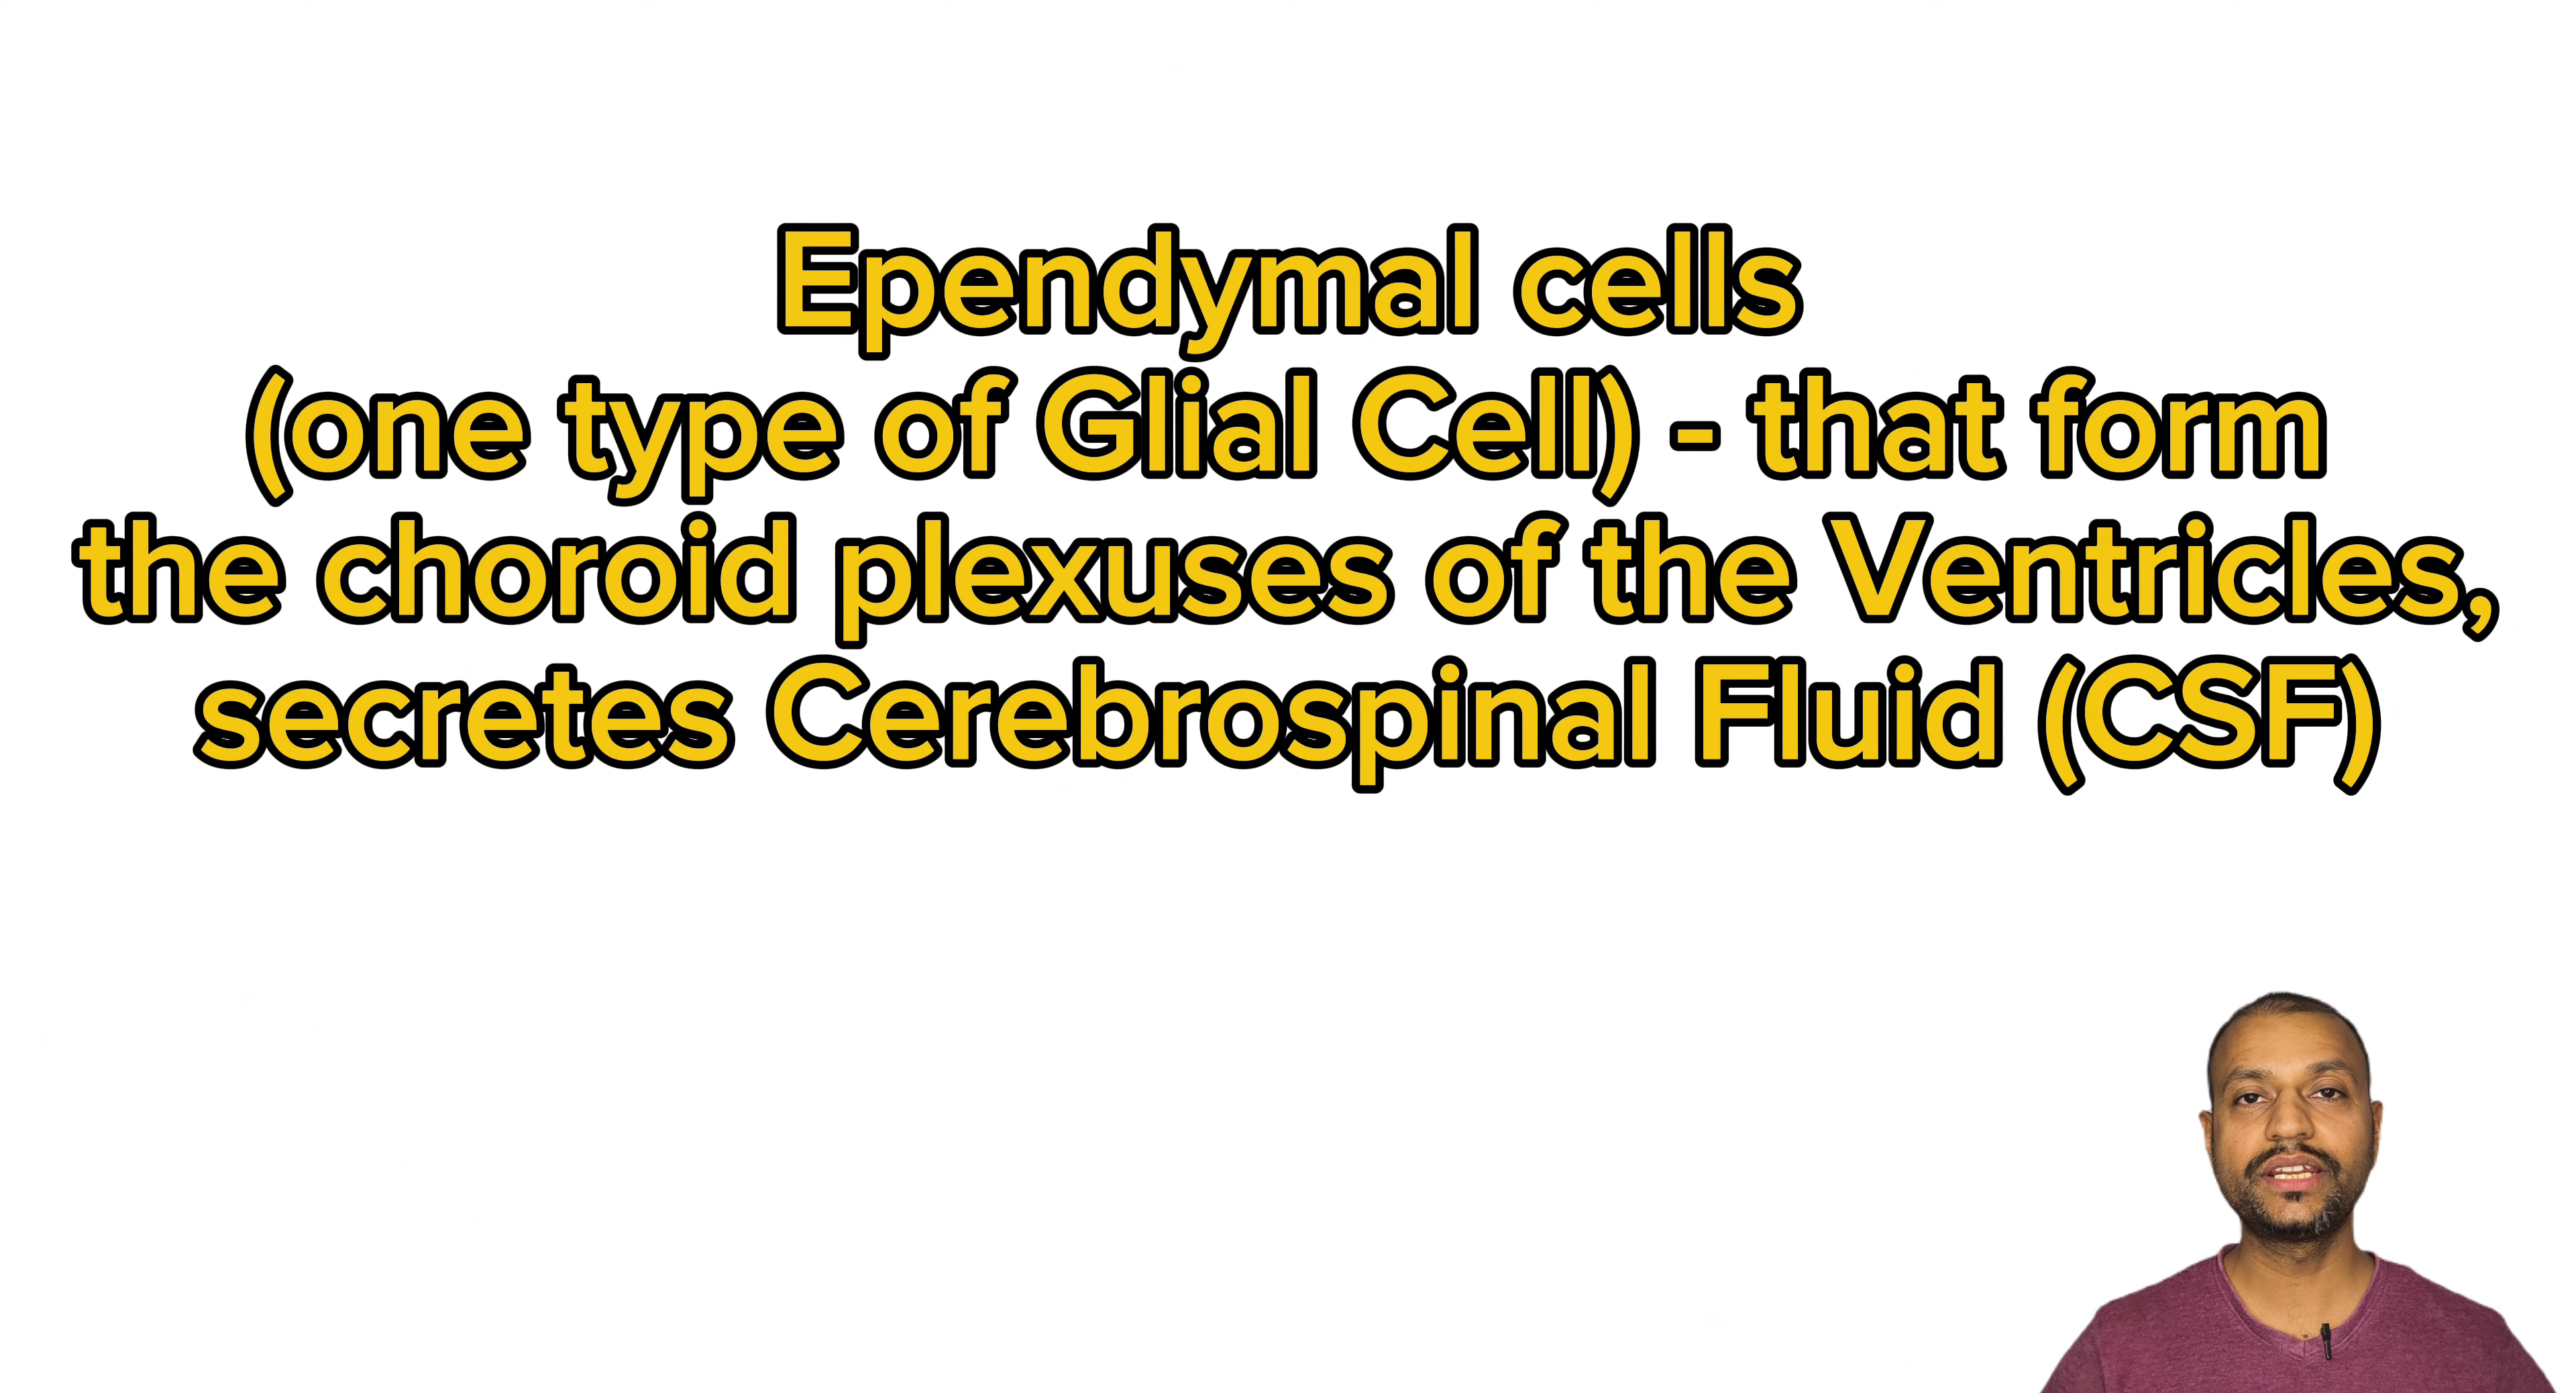 Ependymal cells
(one type of Glial Cell) - that form
the choroid plexuses of the Ventricles,
secretes Cerebrospinal Fluid (CSF)